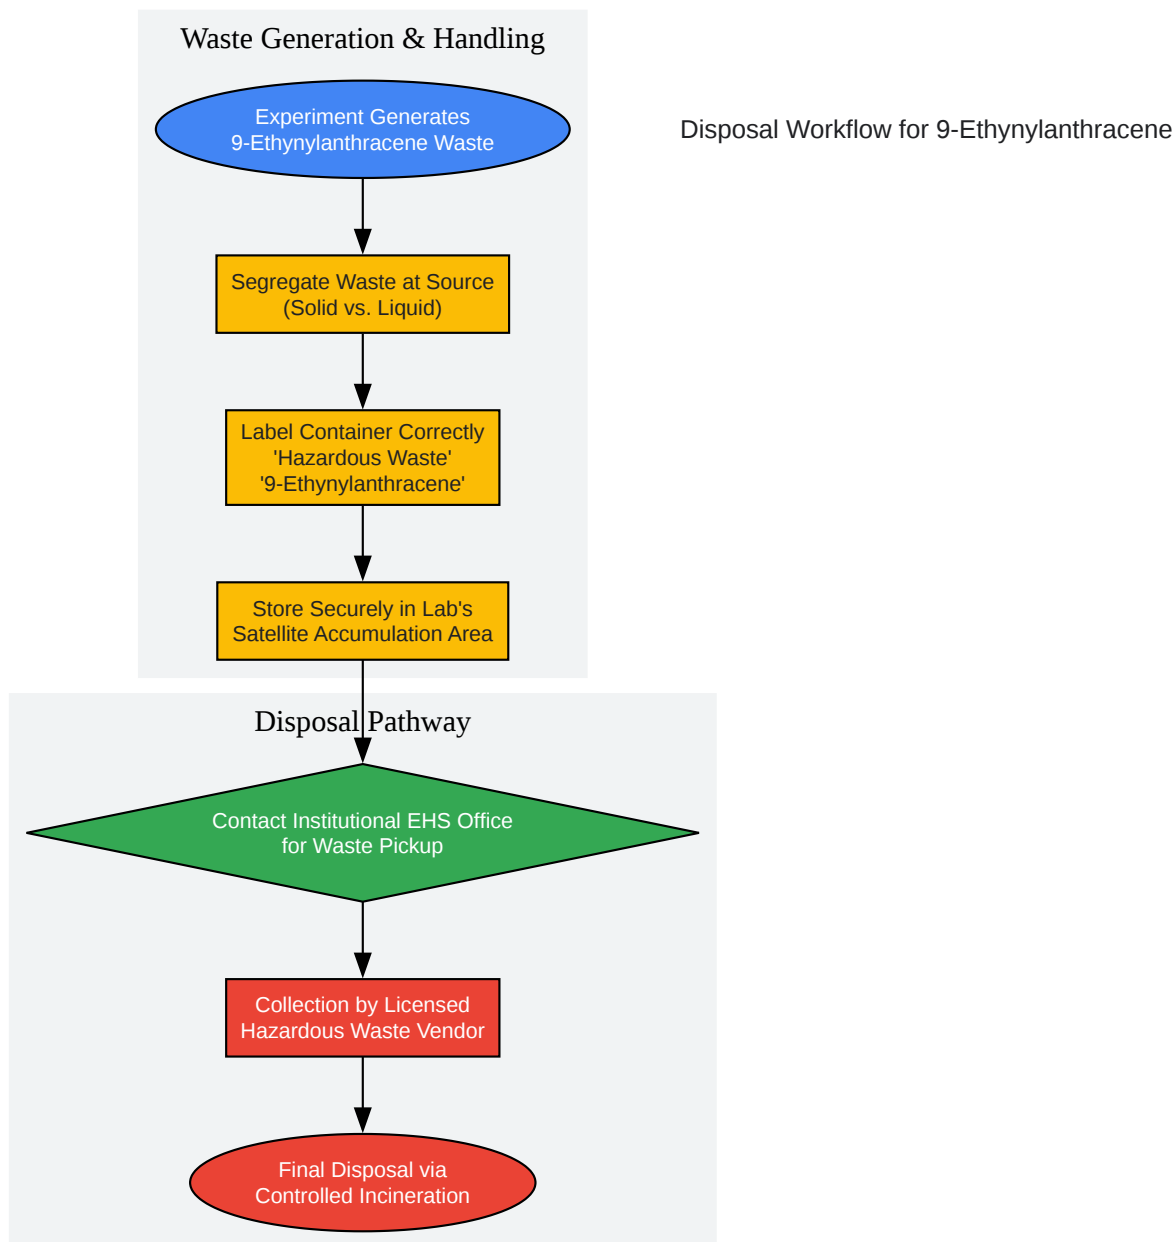 Waste Generation & Handling
Experiment Generates
9-Ethynylanthracene Waste
Disposal Workflow for 9-Ethynylanthracene
Segregate Waste at Source
(Solid vs. Liquid)
Label Container Correctly
'Hazardous Waste'
'9-Ethynylanthracene'
Store Securely in Lab's
Satellite Accumulation Area
Disposal Pathway
Contact Institutional EHS Office
for Waste Pickup
Collection by Licensed
Hazardous Waste Vendor
Final Disposal via
Controlled Incineration